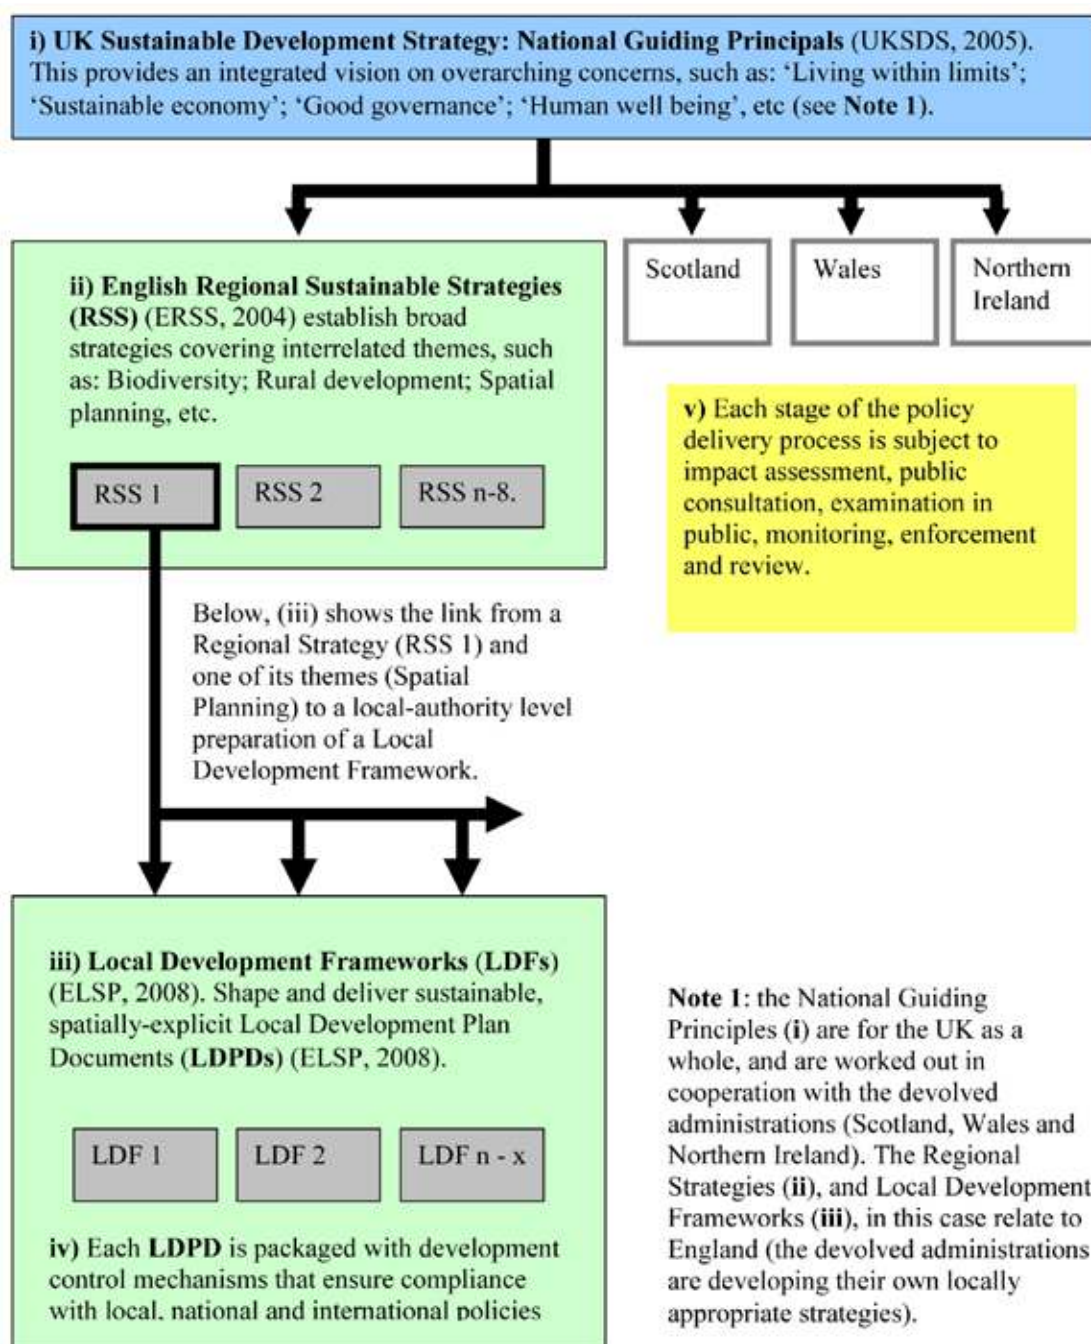 i) UK Sustainable Development Strategy: National Guiding Principals (UKSDS, 2005).
This provides an integrated vision on overarching concerns, such as: ‘Living within limits’;
‘Sustainable economy’; ‘Good governance’; ‘Human well being’, etc (see Note 1).
Scotland
Wales
Northern
Ireland
ii) English Regional Sustainable Strategies
(RSS) (ERSS, 2004) establish broad
strategies covering interrelated themes, such
as: Biodiversity; Rural development; Spatial
planning, etc.
RSS 1
RSS 2
RSS n-8.
v) Each stage of the policy
delivery process is subject to
impact assessment, public
consultation, examination in
public, monitoring, enforcement
and review.
Below, (iii) shows the link from a
Regional Strategy (RSS 1) and
one of its themes (Spatial
Planning) to a local-authority level
preparation of a Local
Development Framework.
iii) Local Development Frameworks (LDFs)
(ELSP, 2008). Shape and deliver sustainable,
spatially-explicit Local Development Plan
Documents (LDPDs) (ELSP, 2008).
LDF 1
LDF 2
LDF n - x
iv) Each LDPD is packaged with development
control mechanisms that ensure compliance
with local, national and international policies
Note 1: the National Guiding
Principles (i) are for the UK as a
whole, and are worked out in
cooperation with the devolved
administrations (Scotland, Wales and
Northern Ireland). The Regional
Strategies (ii), and Local Development
Frameworks (iii), in this case relate to
England (the devolved administrations
are developing their own locally
appropriate strategies).